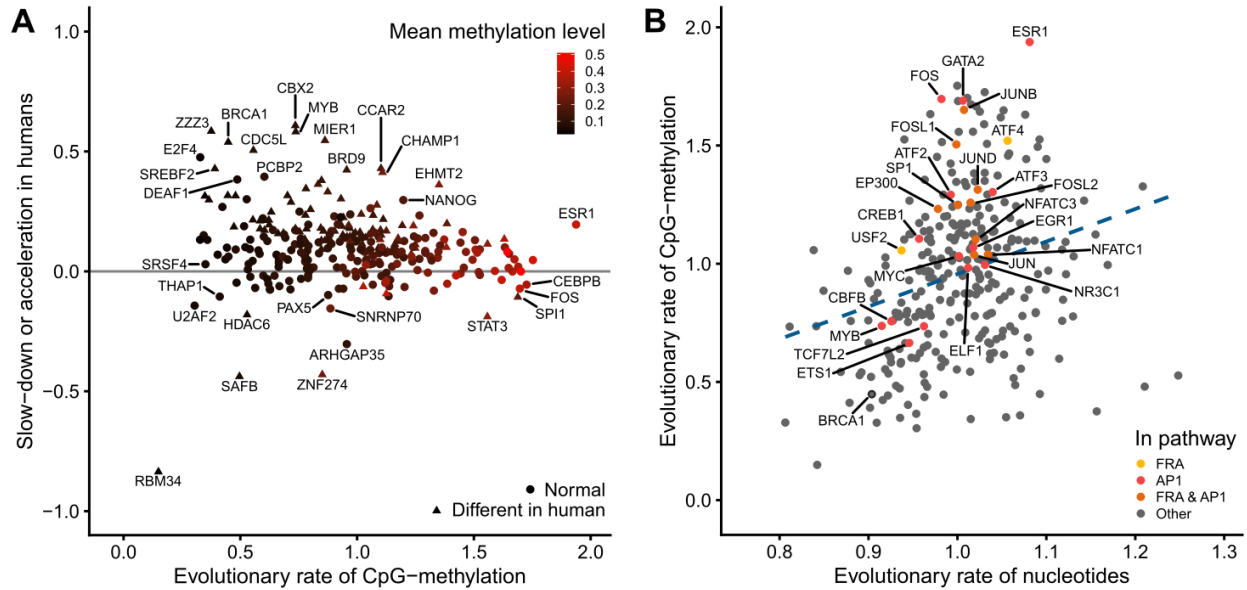 A
Slow−down or acceleration in humans
1.0
0.5
0.0
−0.5
−1.0
Mean methylation level
0.5
0.4
0.3
0.2
0.1
CBX2
MYB
BRCA1
CCAR2
ZZZ3
CDC5L
MIER1
CHAMP1
E2F4
SREBF2
PCBP2
BRD9
EHMT2
DEAF1
NANOG
ESR1
SRSF4
THAP1
CEBPB
U2AF2
PAX5
FOS
HDAC6
SNRNP70
SPI1
STAT3
ARHGAP35
SAFB
ZNF274
RBM34
Normal
Different in human
0.0
0.5
1.0
1.5
2.0
Evolutionary rate of CpG−methylation
B
Evolutionary rate of CpG−methylation
2.0
1.5
1.0
0.5
0.0
ESR1
GATA2
FOS
JUNB
FOSL1
ATF4
ATF2
JUND
SP1
ATF3
EP300
FOSL2
NFATC3
CREB1
EGR1
USF2
NFATC1
MYC
JUN
NR3C1
CBFB
MYB
TCF7L2
ELF1
ETS1
BRCA1
In pathway
FRA
AP1
FRA & AP1
Other
0.8
0.9
1.0
1.1
1.2
1.3
Evolutionary rate of nucleotides